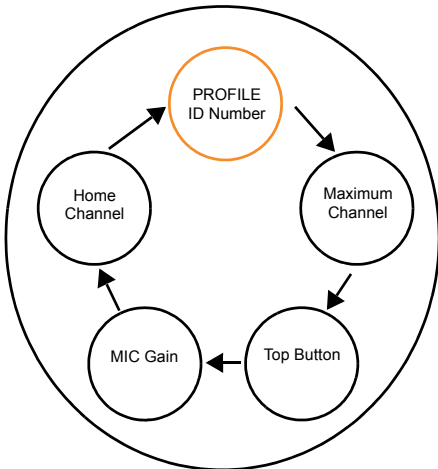 PROFILE
ID Number
Maximum
Channel
Top Button
MIC Gain
Home
Channel